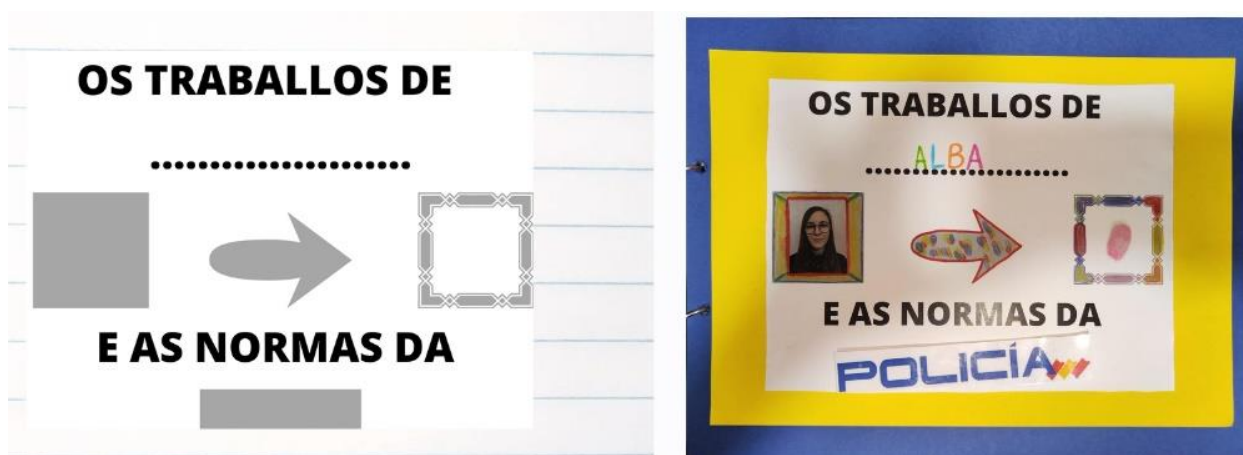 OS TRABALLOS DE
.......................
E AS NORMAS DA
OS TRABALLOS DE
ALBA
.......................
E AS NORMAS DA
POLICÍA